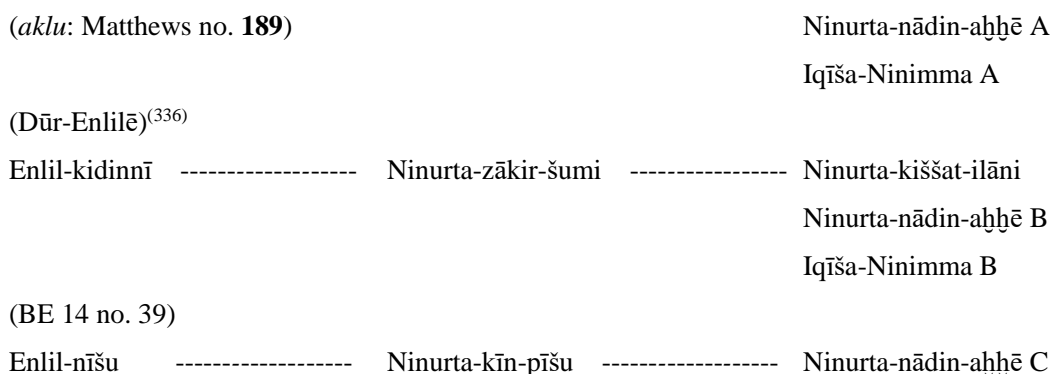 (aklu: Matthews no. 189) Ninurta-nādin-aḫḫē A
Iqīša-Ninimma A
(Dūr-Enlilē)(336)
Enlil-kidinnī ------------------- Ninurta-zākir-šumi ----------------- Ninurta-kiššat-ilāni
Ninurta-nādin-aḫḫē B
Iqīša-Ninimma B
(BE 14 no. 39)
Enlil-nīšu ------------------- Ninurta-kīn-pīšu ------------------- Ninurta-nādin-aḫḫē C